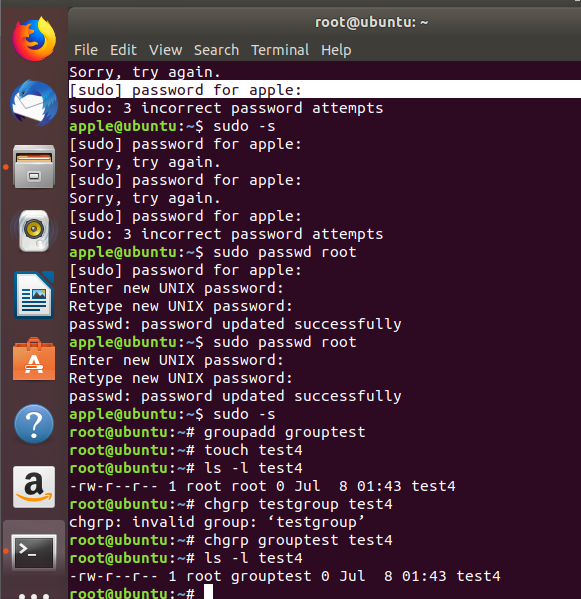 root@ubuntu: ~
File Edit View Search Terminal Help
Sorry, try again.
[sudo] password for apple:
sudo: 3 incorrect password attempts
apple@ubuntu:~$ sudo -s
[sudo] password for apple:
Sorry, try again.
[sudo] password for apple:
Sorry, try again.
[sudo] password for apple:
sudo: 3 incorrect password attempts
apple@ubuntu:~$ sudo passwd root
[sudo] password for apple:
Enter new UNIX password:
Retype new UNIX password:
passwd: password updated successfully
apple@ubuntu:~$ sudo passwd root
Enter new UNIX password:
Retype new UNIX password:
passwd: password updated successfully
apple@ubuntu:~$ sudo -s
root@ubuntu:~# groupadd grouptest
root@ubuntu:~# touch test4
root@ubuntu:~# ls -l test4
-rw-r--r-- 1 root root 0 Jul  8 01:43 test4
root@ubuntu:~# chgrp testgroup test4
chgrp: invalid group: ‘testgroup’
root@ubuntu:~# chgrp grouptest test4
root@ubuntu:~# ls -l test4
-rw-r--r-- 1 root grouptest 0 Jul  8 01:43 test4
root@ubuntu:~#